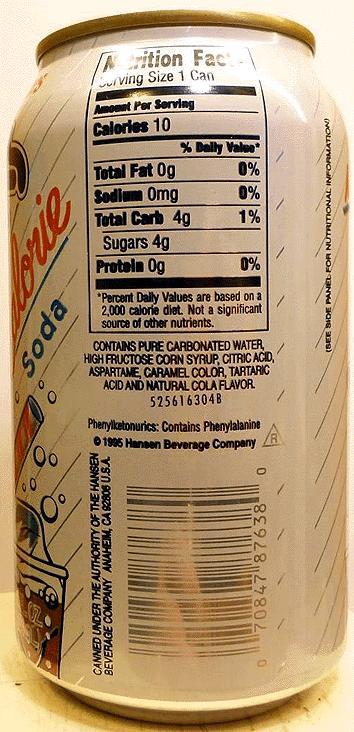 Nutrition Facts
Serving Size 1 Can
Amount Per Serving
Calories 10
% Daily Value*
Total Fat 0g 0%
Sodium 0mg 0%
Total Carb 4g 1%
Sugars 4g
Protein 0g 0%
*Percent Daily Values are based on a
2,000 calorie diet. Not a significant
source of other nutrients.
CONTAINS PURE CARBONATED WATER,
HIGH FRUCTOSE CORN SYRUP, CITRIC ACID,
ASPARTAME, CARAMEL COLOR, TARTARIC
ACID AND NATURAL COLA FLAVOR.
525616304B
Phenylketonurics: Contains Phenylalanine
© 1995 Hansen Beverage Company
R
CANNED UNDER THE AUTHORITY OF THE HANSEN
BEVERAGE COMPANY ANAHEIM, CA 92806 U.S.A.
0 70847 87638 0
(SEE SIDE PANEL FOR NUTRITIONAL INFORMATION)
lorie
Soda